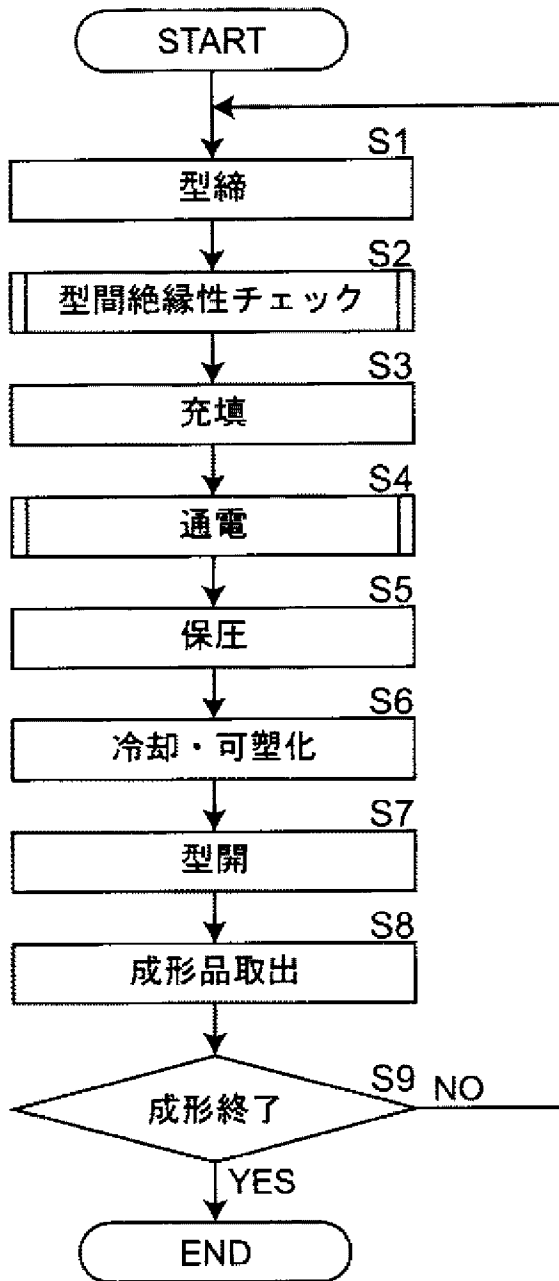 START
S1
型締
S2
型間絶縁性チェック
S3
充填
S4
通電
S5
保圧
S6
冷却・可塑化
S7
型開
S8
成形品取出
S9
成形終了
NO
YES
END